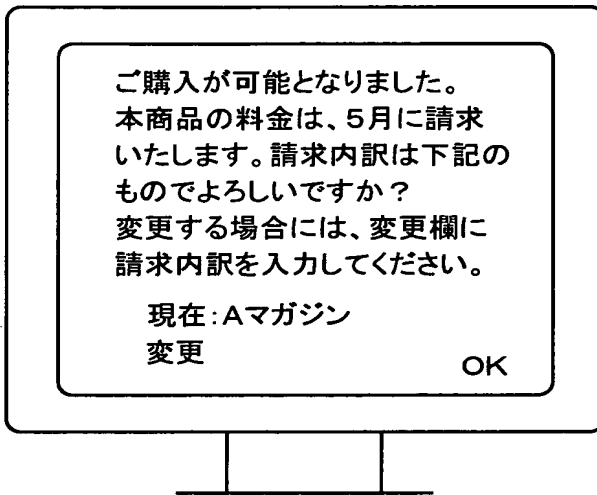 ご購入が可能となりました。
本商品の料金は、５月に請求
いたします。請求内訳は下記の
ものでよろしいですか？
変更する場合には、変更欄に
請求内訳を入力してください。
現在：Ａマガジン
変更
ＯＫ